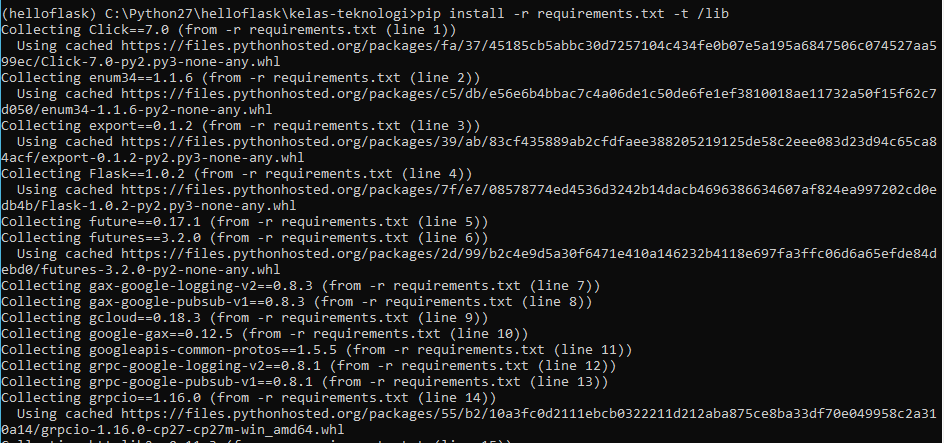 (helloflask) C:\Python27\helloflask\kelas-teknologi>pip install -r requirements.txt -t /lib
Collecting Click==7.0 (from -r requirements.txt (line 1))
  Using cached https://files.pythonhosted.org/packages/fa/37/45185cb5abbc30d7257104c434fe0b07e5a195a6847506c074527aa5
99ec/Click-7.0-py2.py3-none-any.whl
Collecting enum34==1.1.6 (from -r requirements.txt (line 2))
  Using cached https://files.pythonhosted.org/packages/c5/db/e56e6b4bbac7c4a06de1c50de6fe1ef3810018ae11732a50f15f62c7
d050/enum34-1.1.6-py2-none-any.whl
Collecting export==0.1.2 (from -r requirements.txt (line 3))
  Using cached https://files.pythonhosted.org/packages/39/ab/83cf435889ab2cfdfaee388205219125de58c2eee083d23d94c65ca8
4acf/export-0.1.2-py2.py3-none-any.whl
Collecting Flask==1.0.2 (from -r requirements.txt (line 4))
  Using cached https://files.pythonhosted.org/packages/7f/e7/08578774ed4536d3242b14dacb4696386634607af824ea997202cd0e
db4b/Flask-1.0.2-py2.py3-none-any.whl
Collecting future==0.17.1 (from -r requirements.txt (line 5))
Collecting futures==3.2.0 (from -r requirements.txt (line 6))
  Using cached https://files.pythonhosted.org/packages/2d/99/b2c4e9d5a30f6471e410a146232b4118e697fa3ffc06d6a65efde84d
ebd0/futures-3.2.0-py2-none-any.whl
Collecting gax-google-logging-v2==0.8.3 (from -r requirements.txt (line 7))
Collecting gax-google-pubsub-v1==0.8.3 (from -r requirements.txt (line 8))
Collecting gcloud==0.18.3 (from -r requirements.txt (line 9))
Collecting google-gax==0.12.5 (from -r requirements.txt (line 10))
Collecting googleapis-common-protos==1.5.5 (from -r requirements.txt (line 11))
Collecting grpc-google-logging-v2==0.8.1 (from -r requirements.txt (line 12))
Collecting grpc-google-pubsub-v1==0.8.1 (from -r requirements.txt (line 13))
Collecting grpcio==1.16.0 (from -r requirements.txt (line 14))
  Using cached https://files.pythonhosted.org/packages/55/b2/10a3fc0d2111ebcb0322211d212aba875ce8ba33df70e049958c2a31
0a14/grpcio-1.16.0-cp27-cp27m-win_amd64.whl